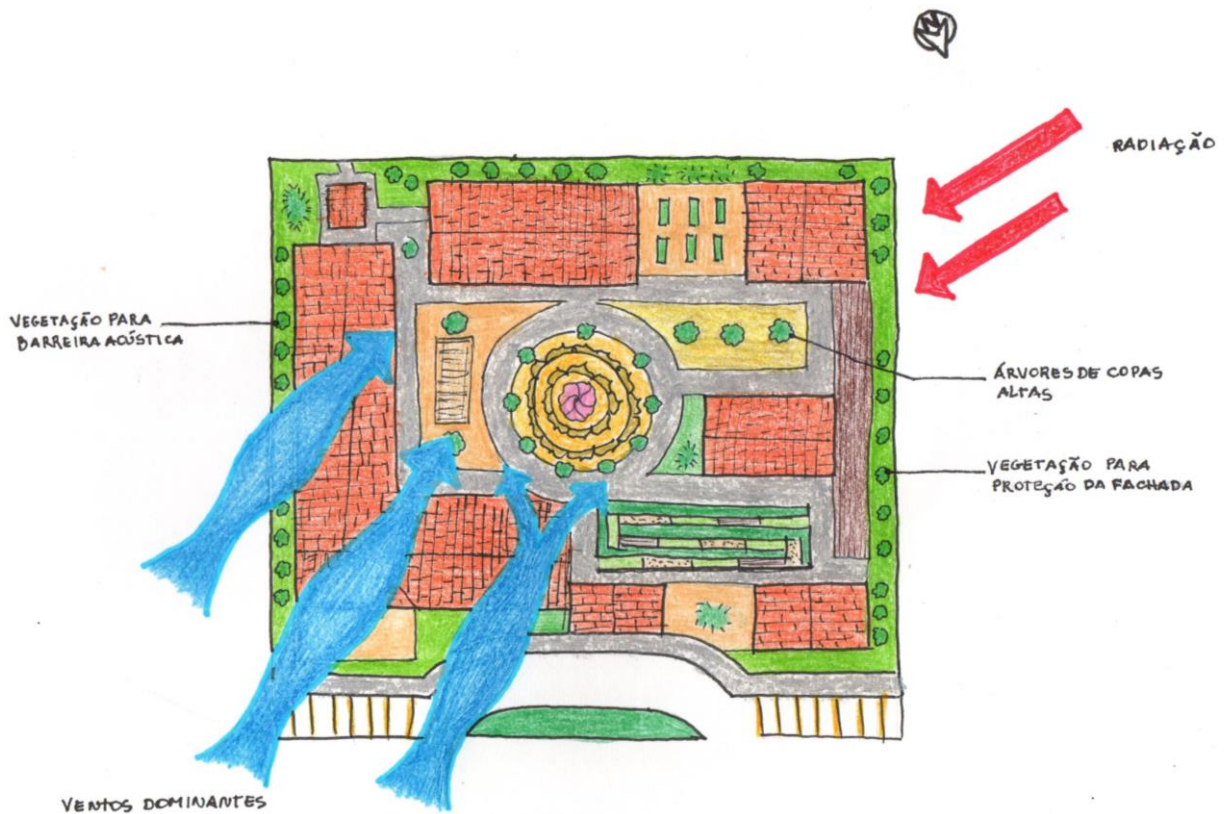 RADIAÇÃO
VEGETAÇÃO PARA
BARREIRA ACÚSTICA
ÁRVORES DE COPAS
ALTAS
VEGETAÇÃO PARA
PROTEÇÃO DA FACHADA
VENTOS DOMINANTES